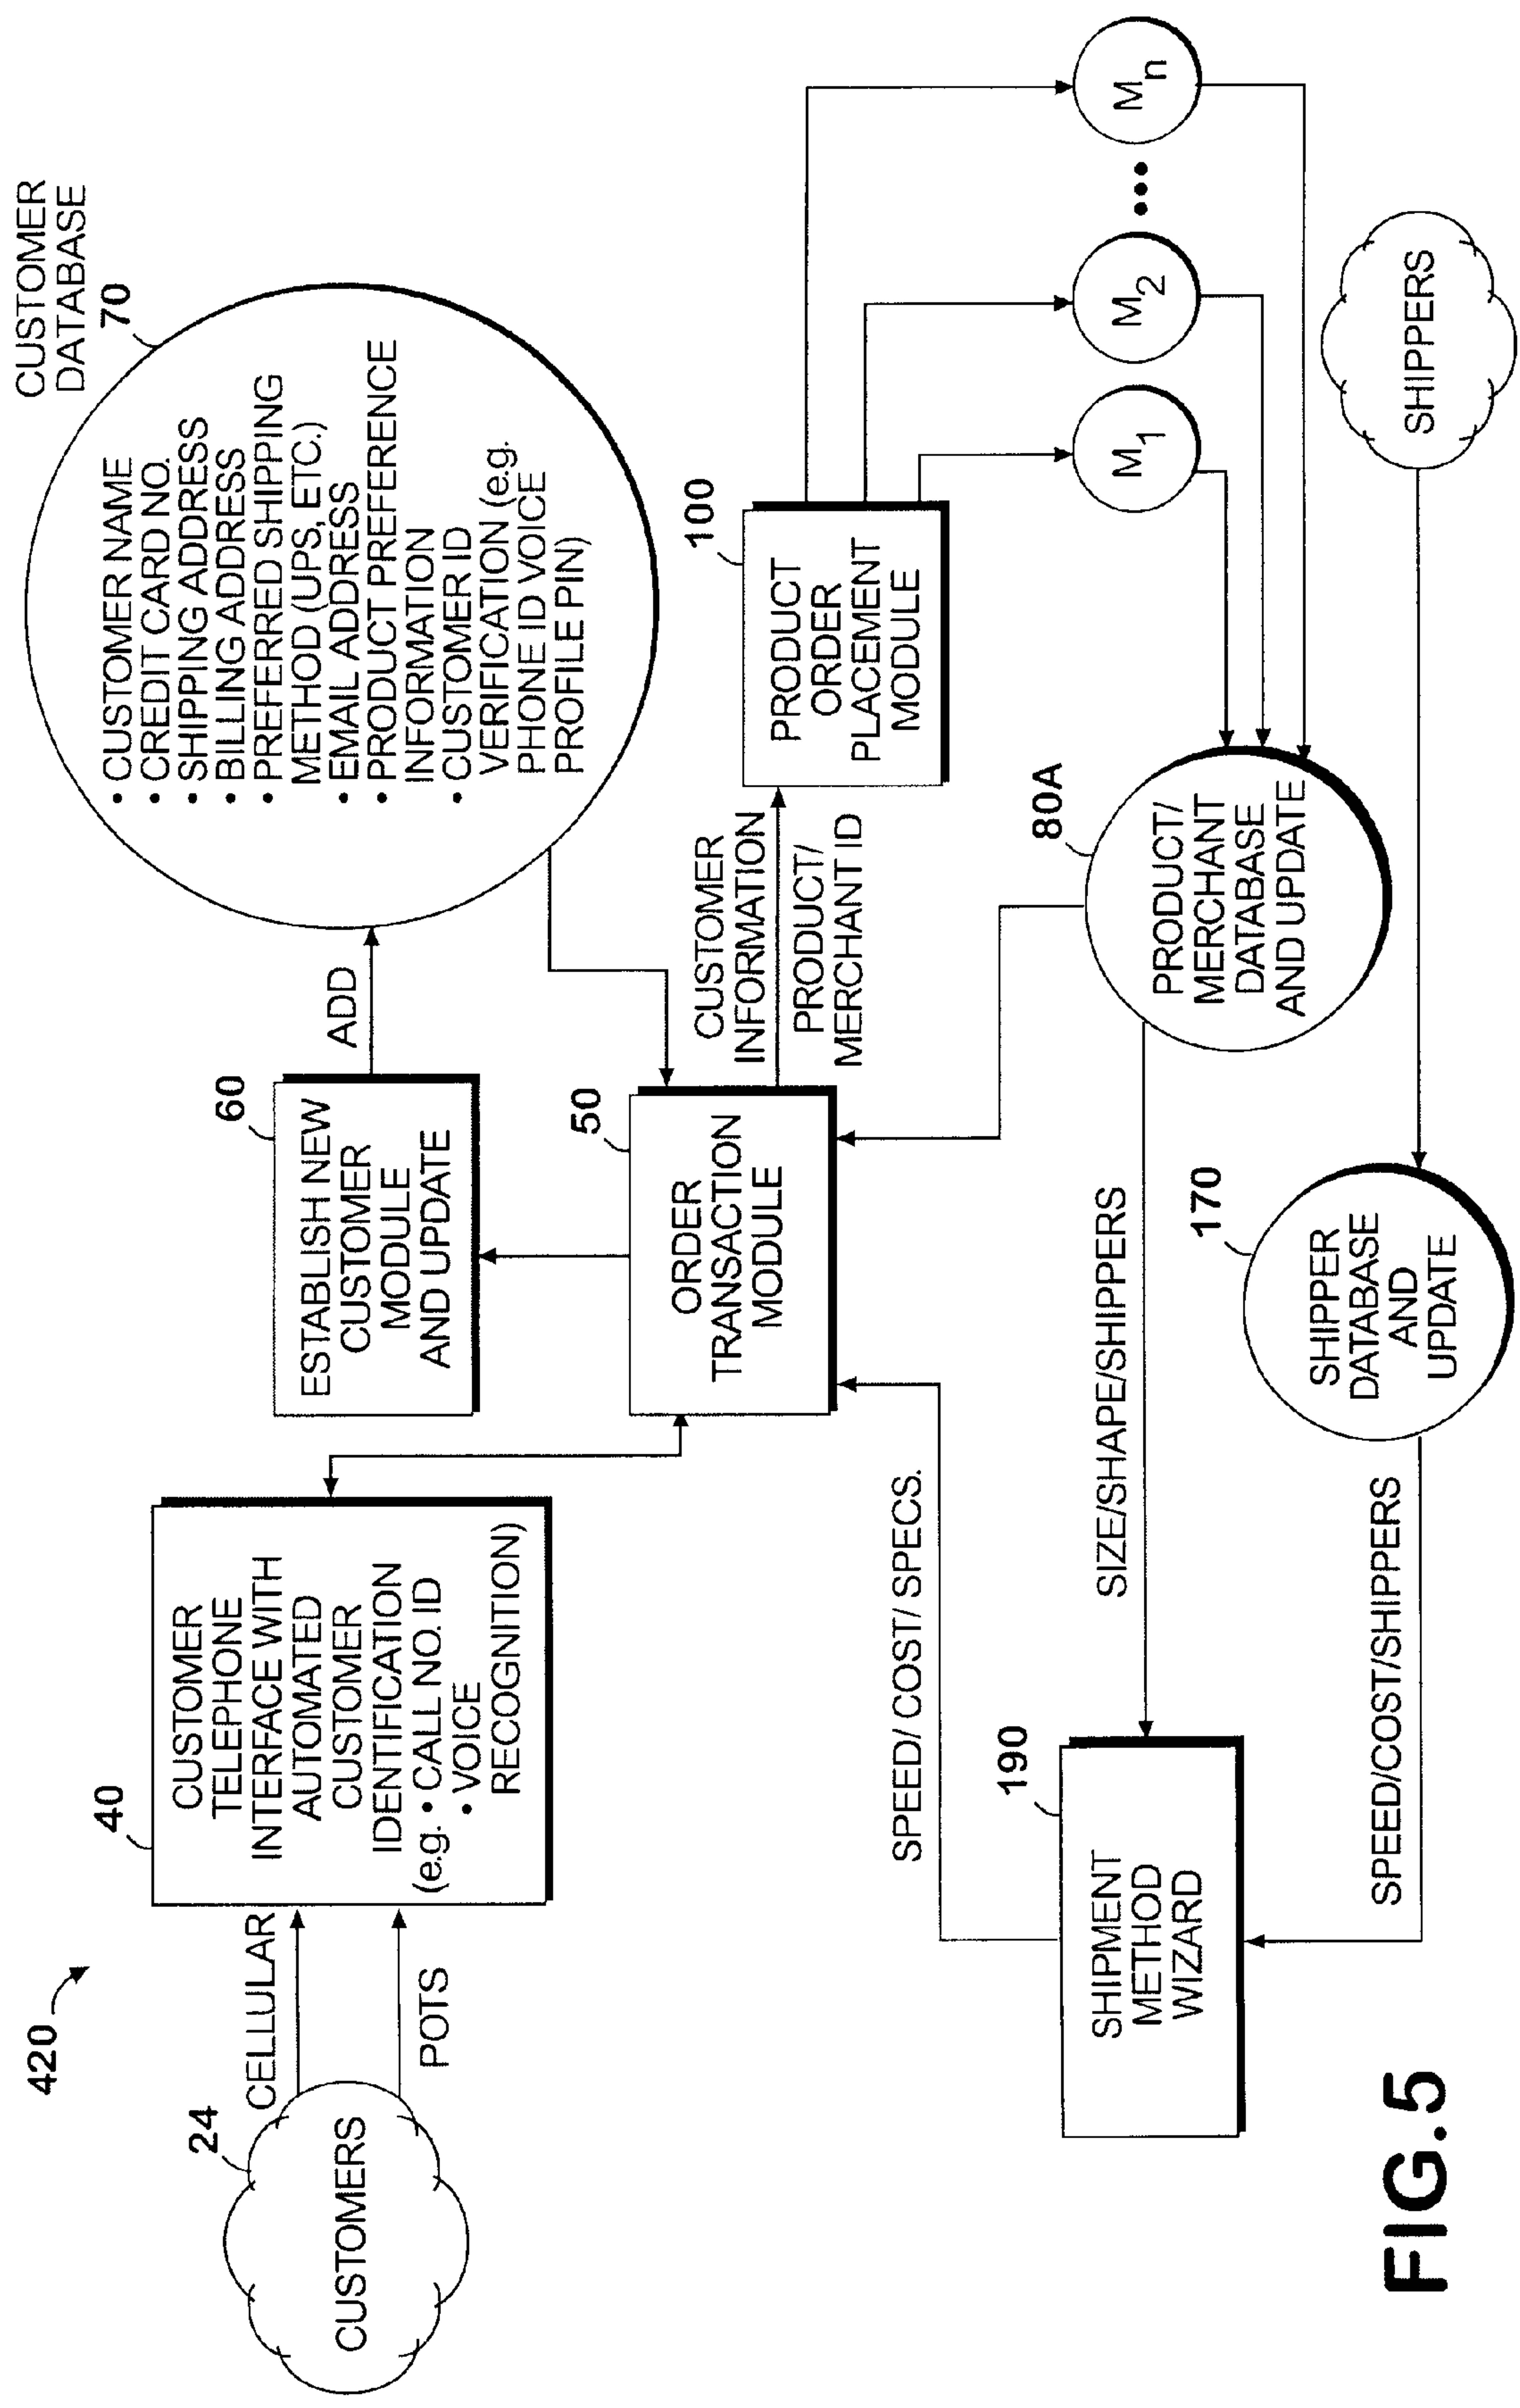 420
24
CUSTOMERS
CELLULAR
POTS
40
CUSTOMER
TELEPHONE
INTERFACE WITH
AUTOMATED
CUSTOMER
IDENTIFICATION
(e.g. • CALL NO. ID
• VOICE
RECOGNITION)
60
ESTABLISH NEW
CUSTOMER
MODULE
AND UPDATE
ADD
CUSTOMER
DATABASE
70
• CUSTOMER NAME
• CREDIT CARD NO.
• SHIPPING ADDRESS
• BILLING ADDRESS
• PREFERRED SHIPPING
METHOD (UPS, ETC.)
• EMAIL ADDRESS
• PRODUCT PREFERENCE
INFORMATION
• CUSTOMER ID
VERIFICATION (e.g.
PHONE ID VOICE
PROFILE PIN)
50
ORDER
TRANSACTION
MODULE
CUSTOMER
INFORMATION
PRODUCT/
MERCHANT ID
100
PRODUCT
ORDER
PLACEMENT
MODULE
M1
M2
•••
Mn
SPEED/ COST/ SPECS.
80A
PRODUCT/
MERCHANT
DATABASE
AND UPDATE
SIZE/SHAPE/SHIPPERS
190
SHIPMENT
METHOD
WIZARD
170
SHIPPER
DATABASE
AND
UPDATE
SHIPPERS
SPEED/COST/SHIPPERS
FIG.5